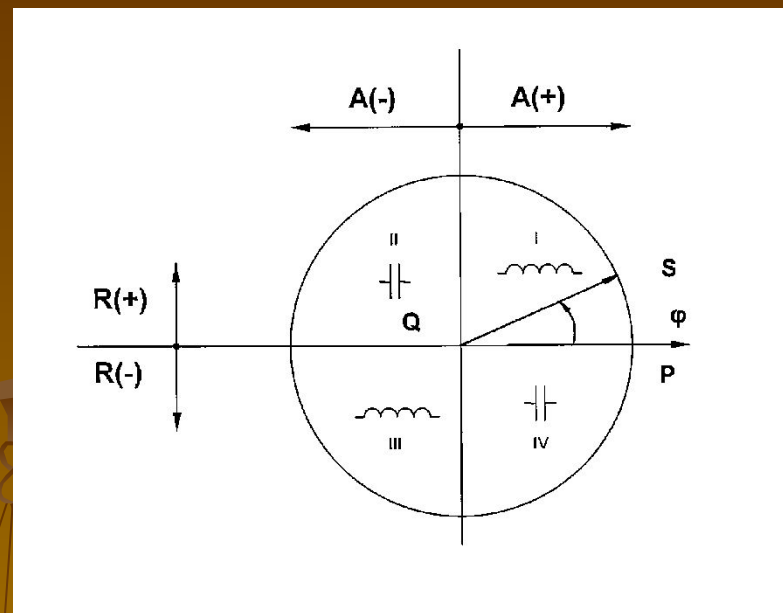 A(-) A(+)
II I
S
R(+)
Q
φ
R(-)
P
III IV